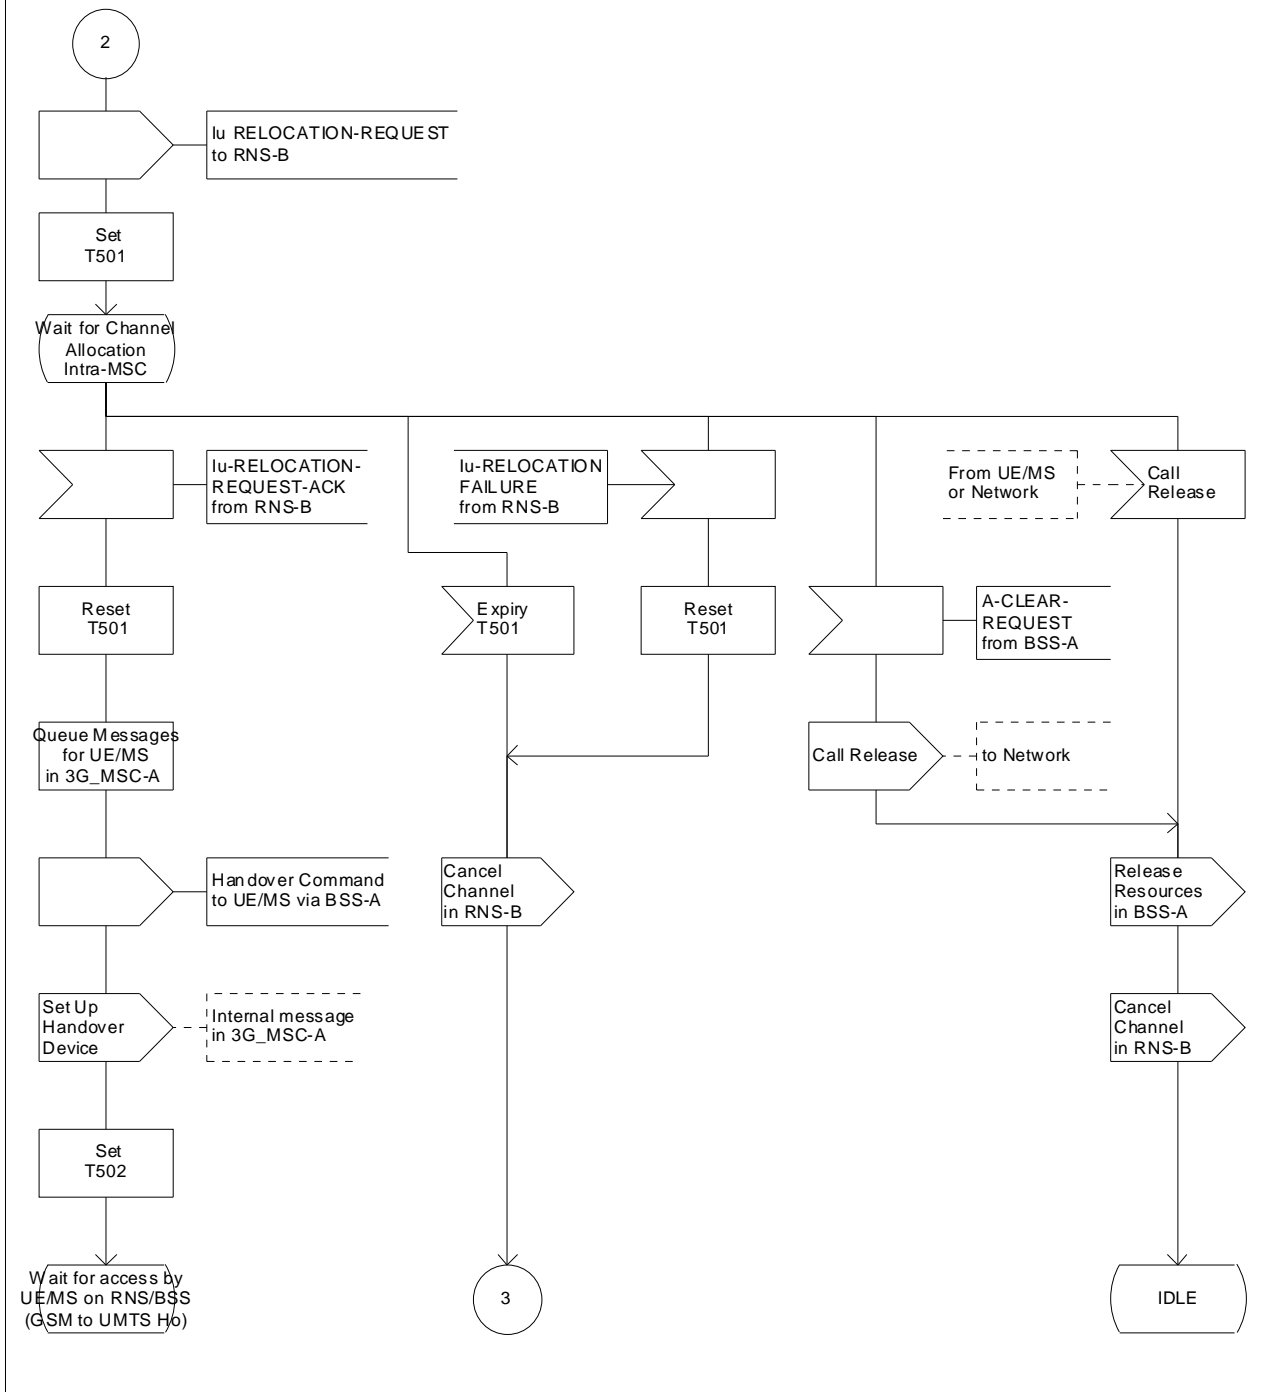 2
Iu RELOCATION-REQUEST
to RNS-B
Set
T501
Wait for Channel
Allocation
Intra-MSC
Iu-RELOCATION-
REQUEST-ACK
from RNS-B
Iu-RELOCATION
FAILURE
from RNS-B
From UE/MS
or Network
Call
Release
Reset
T501
Expiry
T501
Reset
T501
A-CLEAR-
REQUEST
from BSS-A
Queue Messages
for UE/MS
in 3G_MSC-A
Call Release
to Network
Handover Command
to UE/MS via BSS-A
Cancel
Channel
in RNS-B
Release
Resources
in BSS-A
Set Up
Handover
Device
Internal message
in 3G_MSC-A
Cancel
Channel
in RNS-B
Set
T502
Wait for access by
UE/MS on RNS/BSS
(GSM to UMTS Ho)
3
IDLE